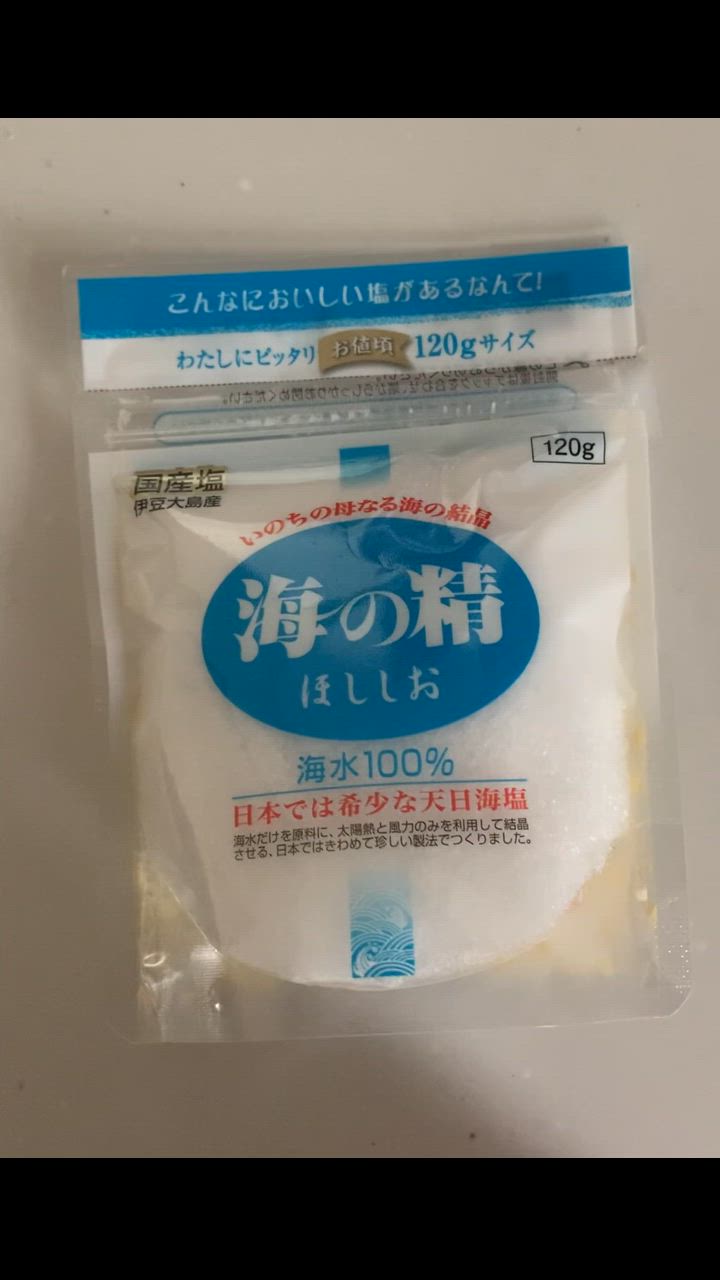 こんなにおいしい塩があるなんて!
わたしにピッタリ お値頃 120gサイズ
120g
国産塩
伊豆大島産
いのちの母なる海の結晶
海の精
ほししお
海水100%
日本では希少な天日海塩
海水だけを原料に、太陽熱と風力のみを利用して結晶
させる、日本ではきわめて珍しい製法でつくりました。